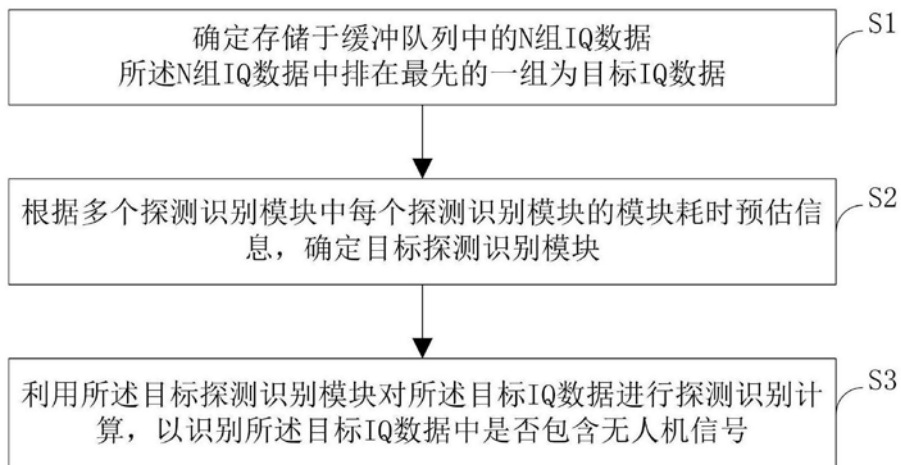 确定存储于缓冲队列中的N组IQ数据
所述N组IQ数据中排在最先的一组为目标IQ数据
S1
根据多个探测识别模块中每个探测识别模块的模块耗时预估信
息，确定目标探测识别模块
S2
利用所述目标探测识别模块对所述目标IQ数据进行探测识别计
算，以识别所述目标IQ数据中是否包含无人机信号
S3